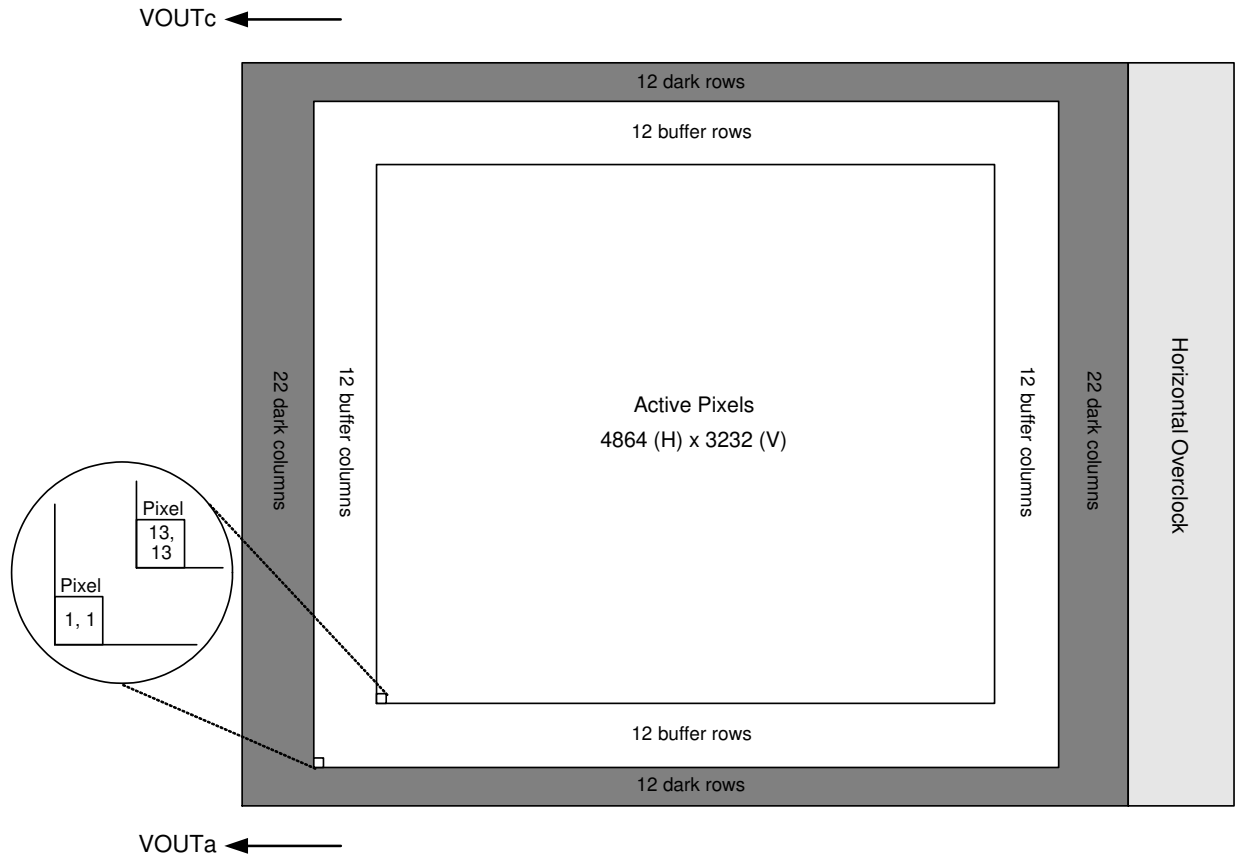 VOUTc
12 dark rows
12 buffer rows
22 dark columns
12 buffer columns
Active Pixels
4864 (H) x 3232 (V)
12 buffer columns
22 dark columns
Horizontal Overclock
Pixel
13,
13
Pixel
1, 1
12 buffer rows
12 dark rows
VOUTa